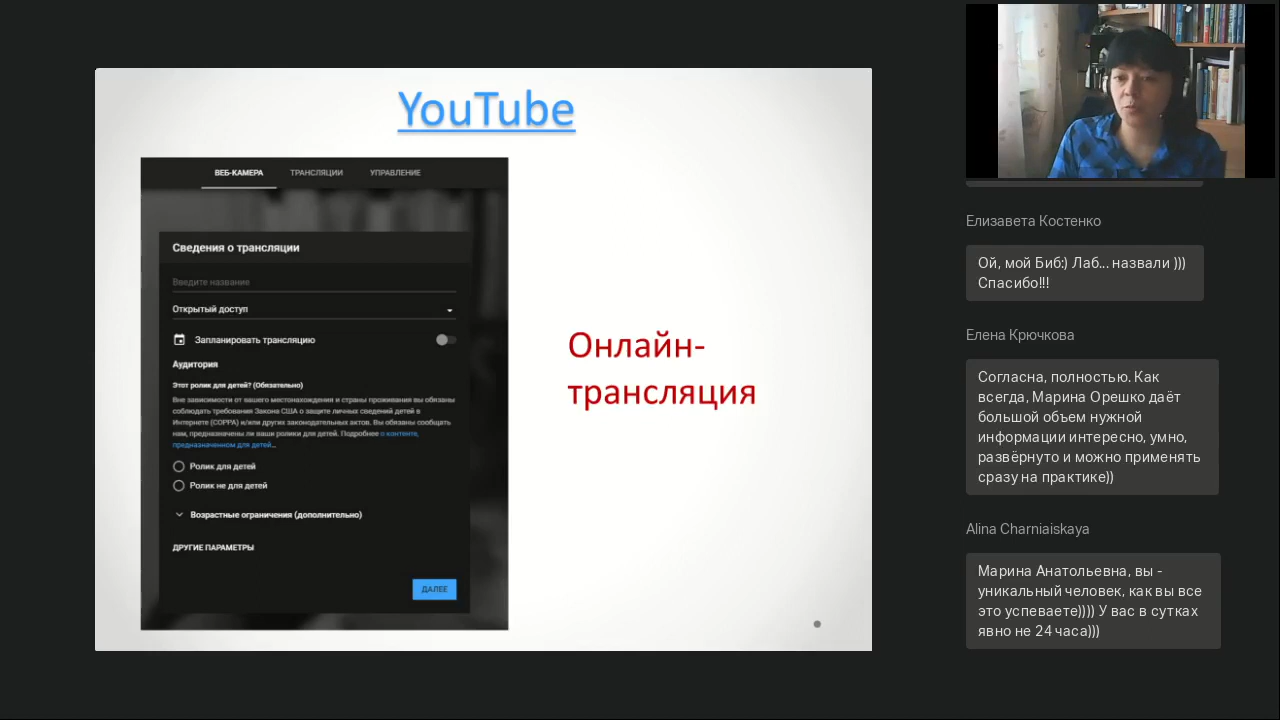 YouTube
ВЕБ-КАМЕРА
ТРАНСЛЯЦИИ
УПРАВЛЕНИЕ
Сведения о трансляции
Введите название
Открытый доступ
Запланировать трансляцию
Аудитория
Этот ролик для детей? (Обязательно)
Вне зависимости от вашего местонахождения и страны проживания вы обязаны
соблюдать требования Закона США о защите личных сведений детей в
Интернете (COPPA) и/или других законодательных актов. Вы обязаны сообщать
нам, предназначены ли ваши ролики для детей. Подробнее о контенте,
предназначенном для детей…
Ролик для детей
Ролик не для детей
Возрастные ограничения (дополнительно)
ДРУГИЕ ПАРАМЕТРЫ
ДАЛЕЕ
Онлайн-
трансляция
Елизавета Костенко
Ой, мой Биб:) Лаб... назвали )))
Спасибо!!!
Елена Крючкова
Согласна, полностью. Как
всегда, Марина Орешко даёт
большой объем нужной
информации интересно, умно,
развёрнуто и можно применять
сразу на практике))
Alina Charniaiskaya
Марина Анатольевна, вы -
уникальный человек, как вы все
это успеваете)))) У вас в сутках
явно не 24 часа)))